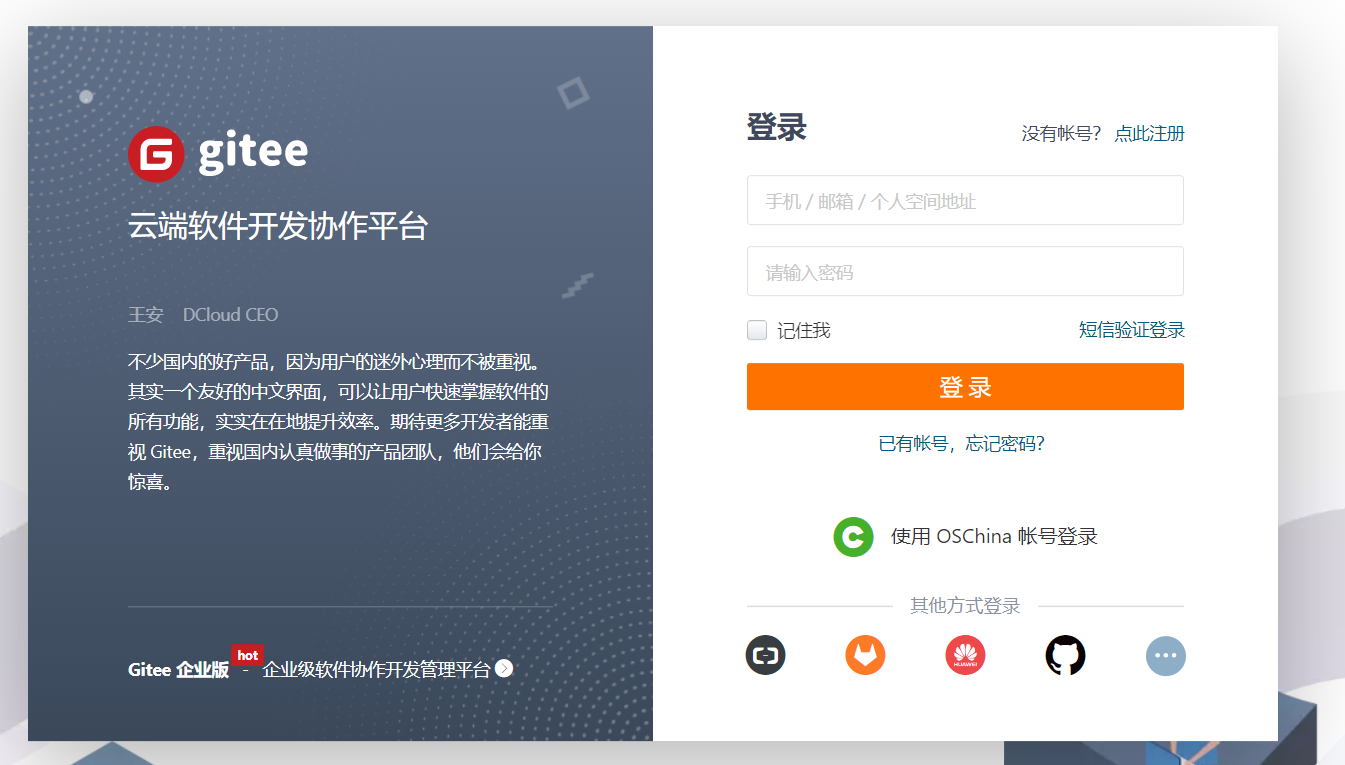 gitee
云端软件开发协作平台
王安 DCloud CEO
不少国内的好产品，因为用户的迷外心理而不被重视。
其实一个友好的中文界面，可以让用户快速掌握软件的
所有功能，实实在在地提升效率。期待更多开发者能重
视 Gitee，重视国内认真做事的产品团队，他们会给你
惊喜。
hot
Gitee 企业版 - 企业级软件协作开发管理平台
登录
没有帐号？ 点此注册
手机 / 邮箱 / 个人空间地址
请输入密码
记住我
短信验证登录
登 录
已有帐号，忘记密码？
使用 OSChina 帐号登录
其他方式登录
HUAWEI